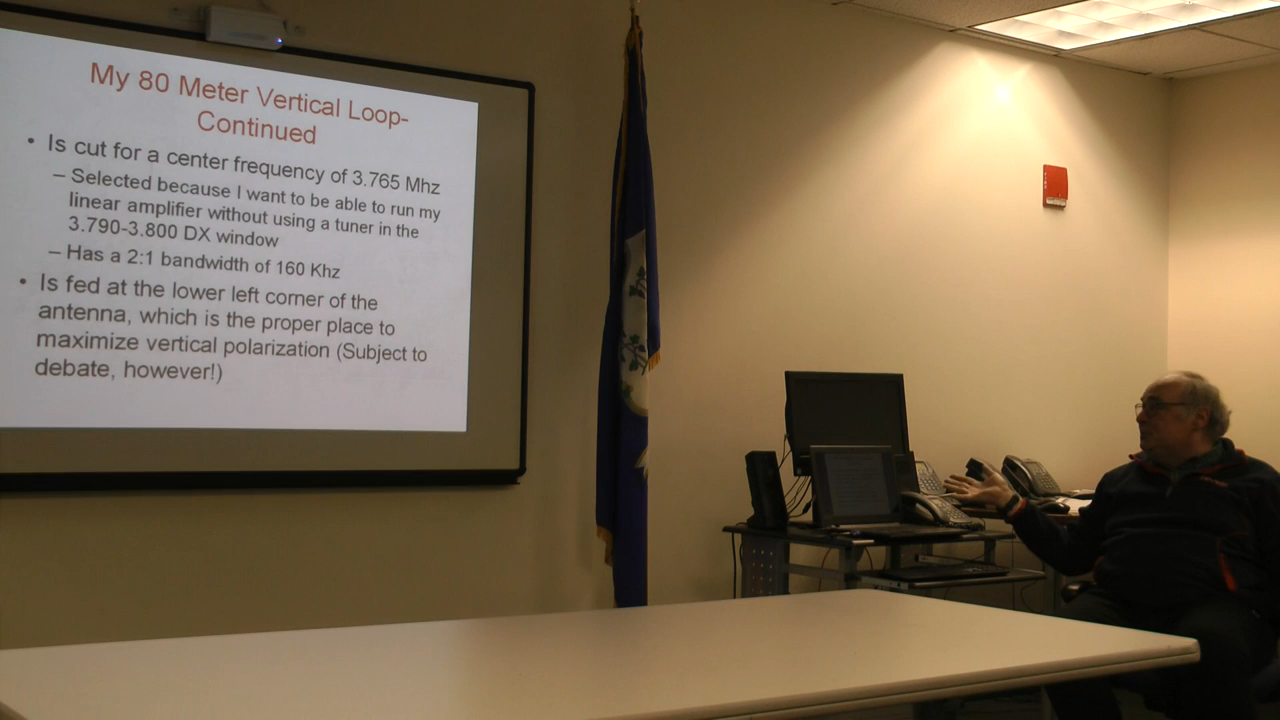 My 80 Meter Vertical Loop-
Continued
• Is cut for a center frequency of 3.765 Mhz
– Selected because I want to be able to run my
linear amplifier without using a tuner in the
3.790-3.800 DX window
– Has a 2:1 bandwidth of 160 Khz
• Is fed at the lower left corner of the
antenna, which is the proper place to
maximize vertical polarization (Subject to
debate, however!)